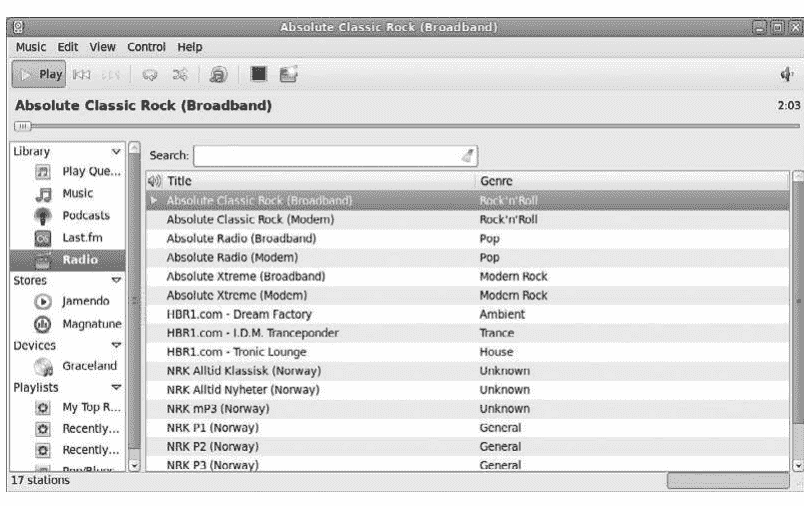 Absolute Classic Rock (Broadband)
Music Edit View Control Help
Play
Absolute Classic Rock (Broadband) 2:03
Library
Play Que...
Music
Podcasts
Last.fm
Radio
Stores
Jamendo
Magnatune
Devices
Graceland
Playlists
My Top R...
Recently...
Recently...
Search:
Title Genre
Absolute Classic Rock (Broadband) Rock'n'Roll
Absolute Classic Rock (Modem) Rock'n'Roll
Absolute Radio (Broadband) Pop
Absolute Radio (Modem) Pop
Absolute Xtreme (Broadband) Modern Rock
Absolute Xtreme (Modem) Modern Rock
HBR1.com - Dream Factory Ambient
HBR1.com - I.D.M. Tranceponder Trance
HBR1.com - Tronic Lounge House
NRK Alltid Klassisk (Norway) Unknown
NRK Alltid Nyheter (Norway) Unknown
NRK mP3 (Norway) Unknown
NRK P1 (Norway) General
NRK P2 (Norway) General
NRK P3 (Norway) General
17 stations